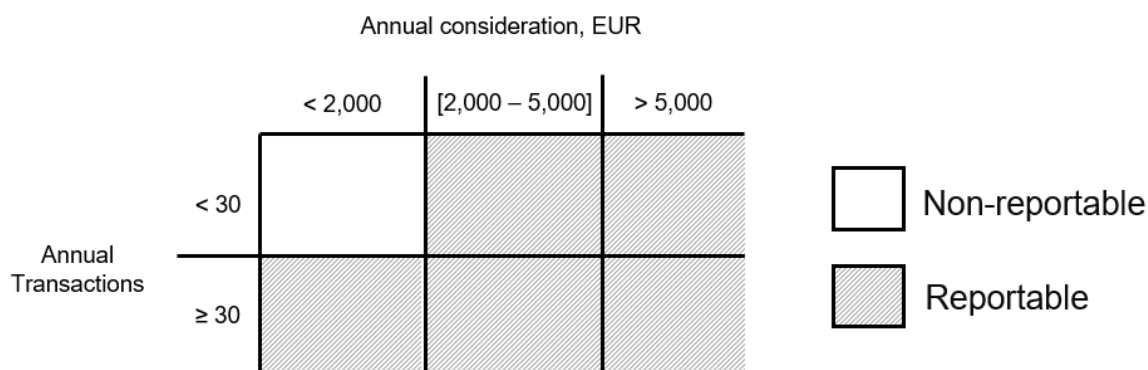 Annual consideration, EUR
< 2,000
[2,000 – 5,000]
> 5,000
< 30
Annual
Transactions
≥ 30
Non-reportable
Reportable